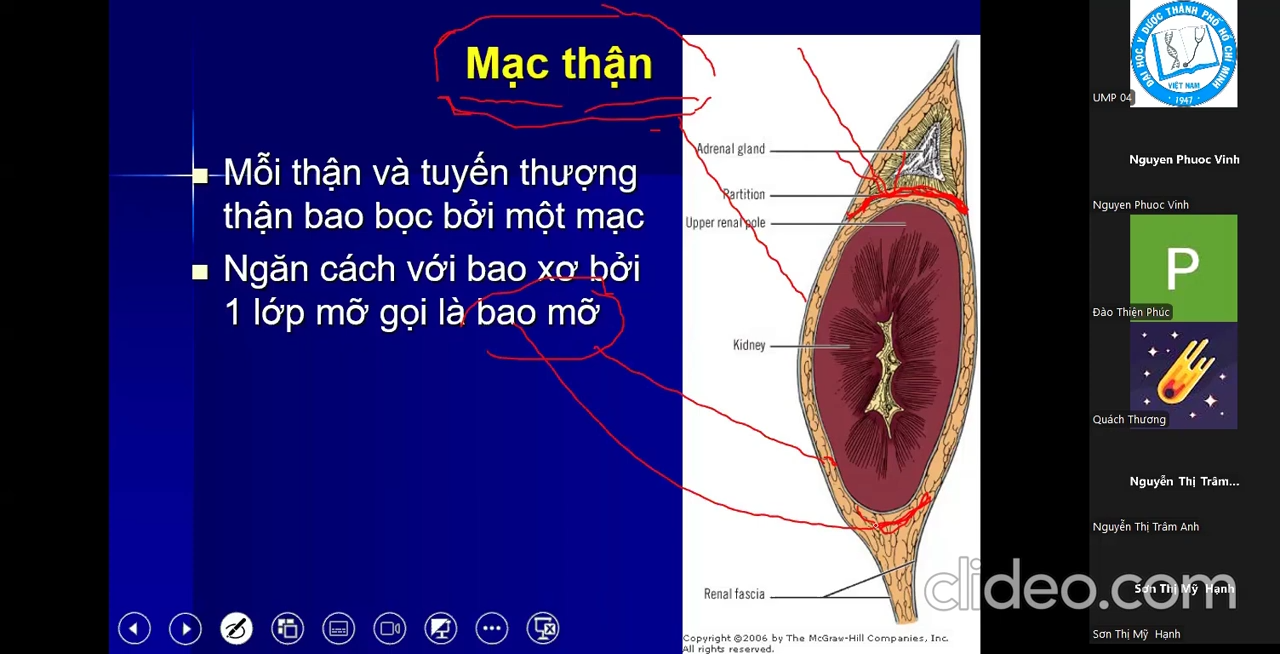 Mạc thận
Mỗi thận và tuyến thượng
thận bao bọc bởi một mạc
Ngăn cách với bao xơ bởi
1 lớp mỡ gọi là bao mỡ
Adrenal gland
Partition
Upper renal pole
Kidney
Renal fascia
Copyright ©2006 by The McGraw-Hill Companies, Inc.
All rights reserved.
ĐẠI HỌC Y DƯỢC THÀNH PHỐ HỒ CHÍ MINH
VIỆT NAM
1947
UMP 04
Nguyen Phuoc Vinh
Nguyen Phuoc Vinh
P
Đào Thiện Phúc
Quách Thương
Nguyễn Thị Trâm...
Nguyễn Thị Trâm Anh
Sơn Thị Mỹ Hạnh
Sơn Thị Mỹ Hạnh
clideo.com